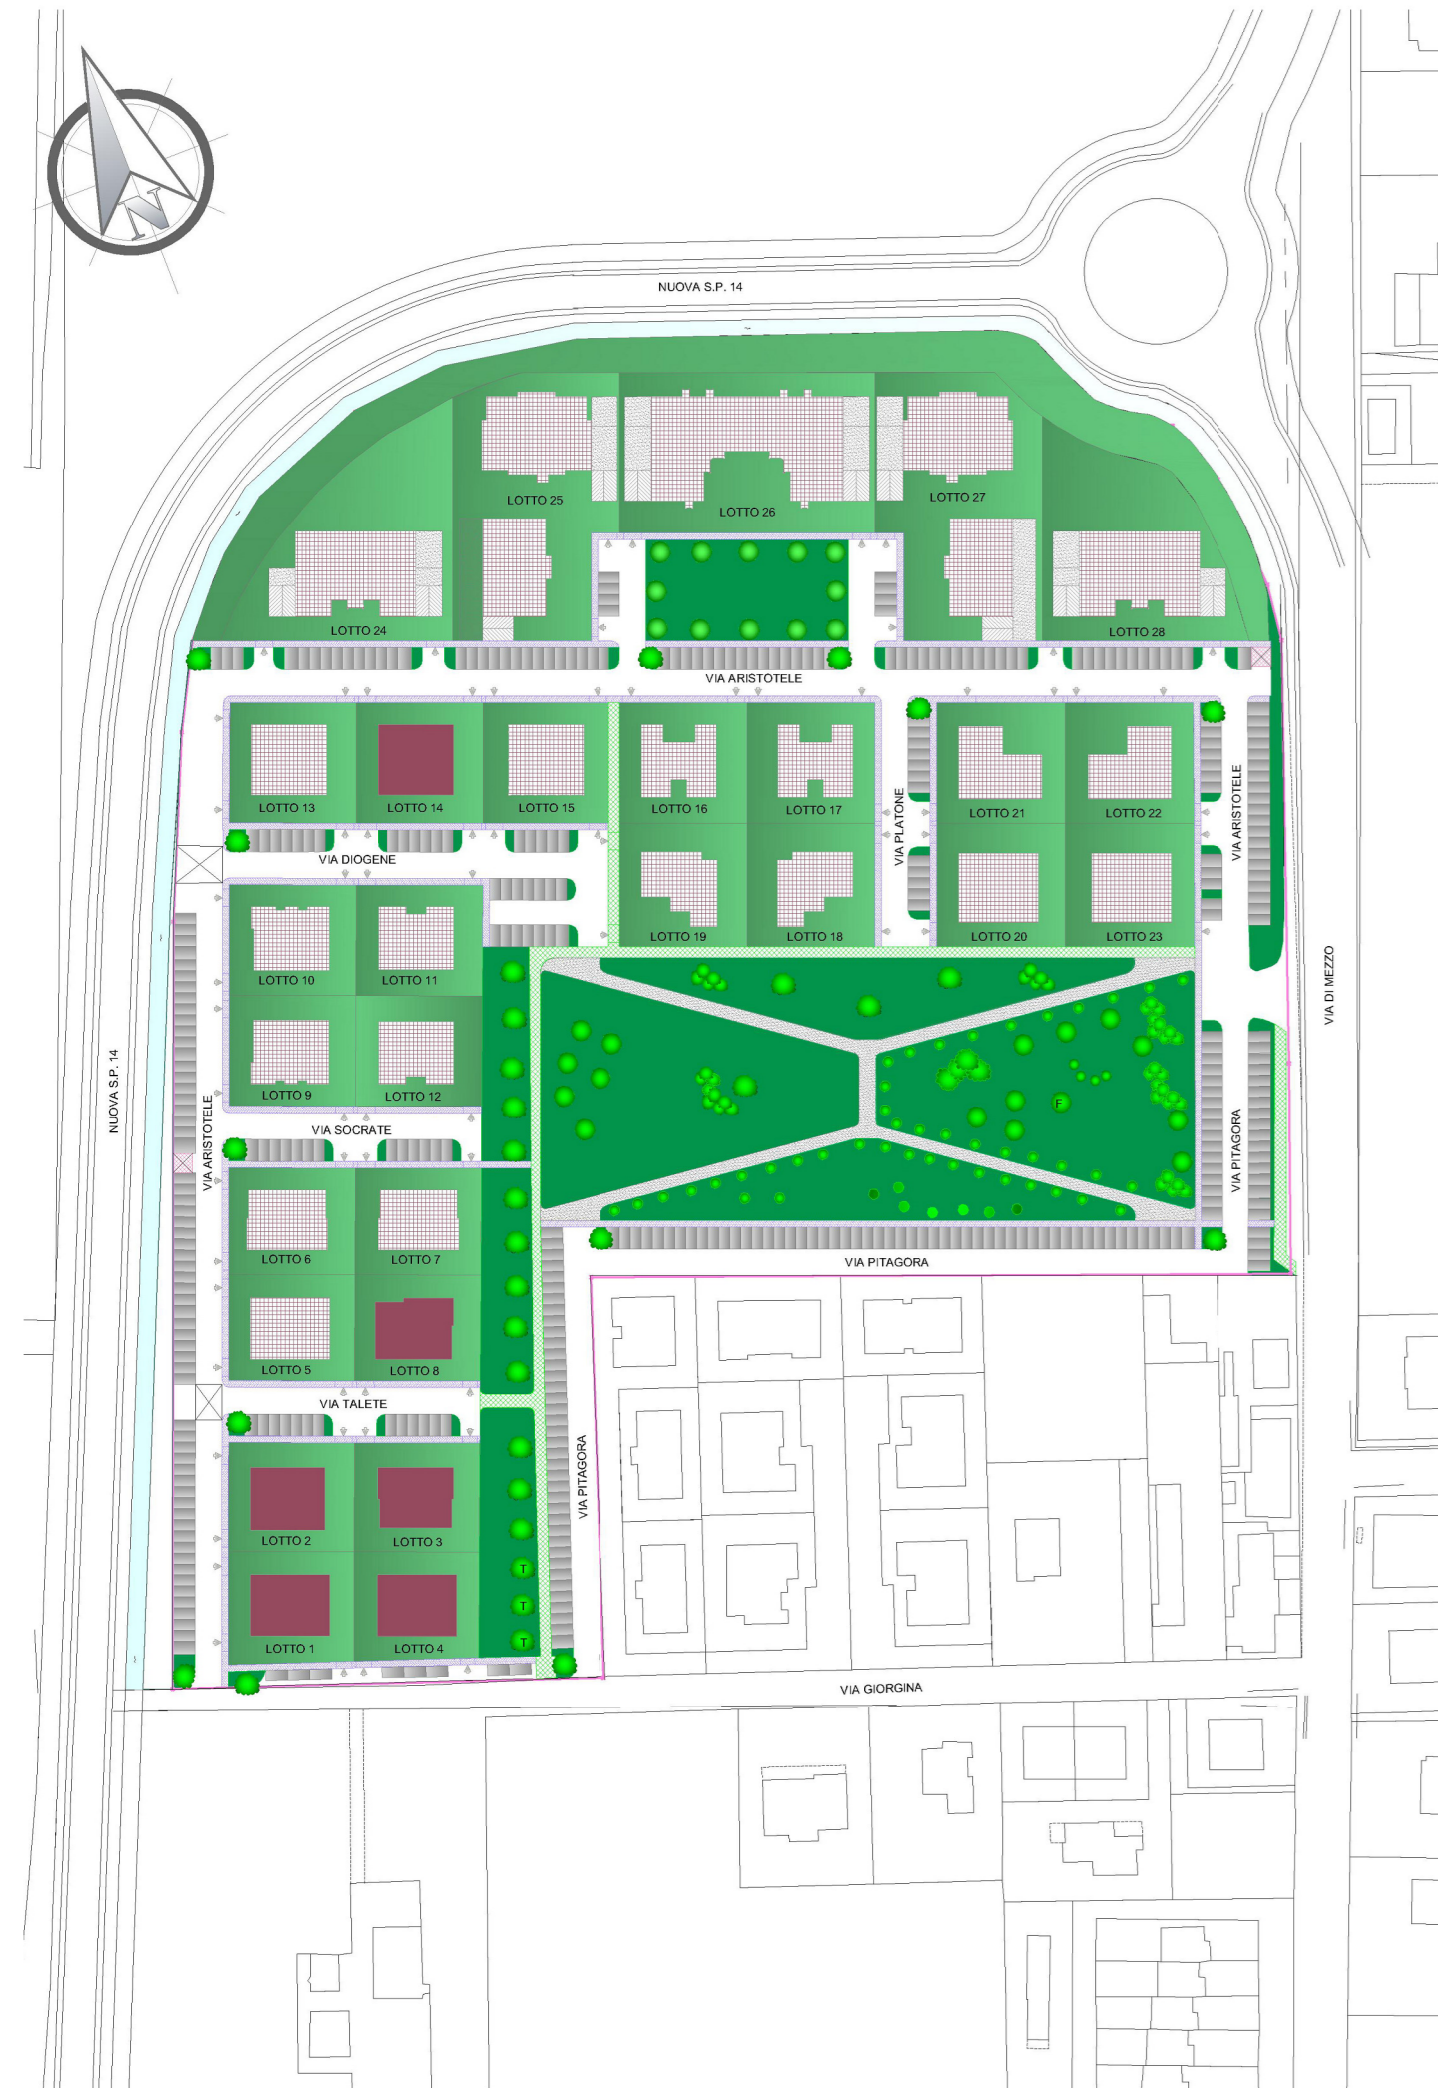 N
NUOVA S.P. 14
LOTTO 25
LOTTO 26
LOTTO 27
LOTTO 24
LOTTO 28
VIA ARISTOTELE
LOTTO 13
LOTTO 14
LOTTO 15
LOTTO 16
LOTTO 17
VIA PLATONE
LOTTO 21
LOTTO 22
VIA ARISTOTELE
VIA DIOGENE
LOTTO 19
LOTTO 18
LOTTO 20
LOTTO 23
LOTTO 10
LOTTO 11
VIA DI MEZZO
NUOVA S.P. 14
LOTTO 9
LOTTO 12
F
VIA ARISTOTELE
VIA SOCRATE
VIA PITAGORA
LOTTO 6
LOTTO 7
VIA PITAGORA
LOTTO 5
LOTTO 8
VIA TALETE
VIA PITAGORA
LOTTO 2
LOTTO 3
T
T
T
LOTTO 1
LOTTO 4
VIA GIORGINA